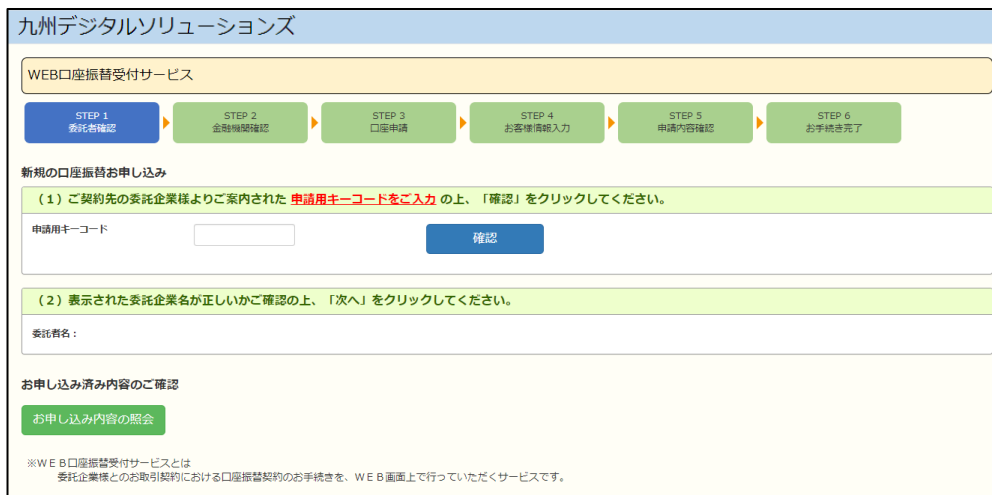 九州デジタルソリューションズ
WEB口座振替受付サービス
STEP 1
委託者確認
STEP 2
金融機関確認
STEP 3
口座申請
STEP 4
お客様情報入力
STEP 5
申請内容確認
STEP 6
お手続き完了
新規の口座振替お申し込み
（1）ご契約先の委託企業様よりご案内された 申請用キーコードをご入力 の上、「確認」をクリックしてください。
申請用キーコード
確認
（2）表示された委託企業名が正しいかご確認の上、「次へ」をクリックしてください。
委託者名：
お申し込み済み内容のご確認
お申し込み内容の照会
※ＷＥＢ口座振替受付サービスとは
委託企業様とのお取引契約における口座振替契約のお手続きを、ＷＥＢ画面上で行っていただくサービスです。